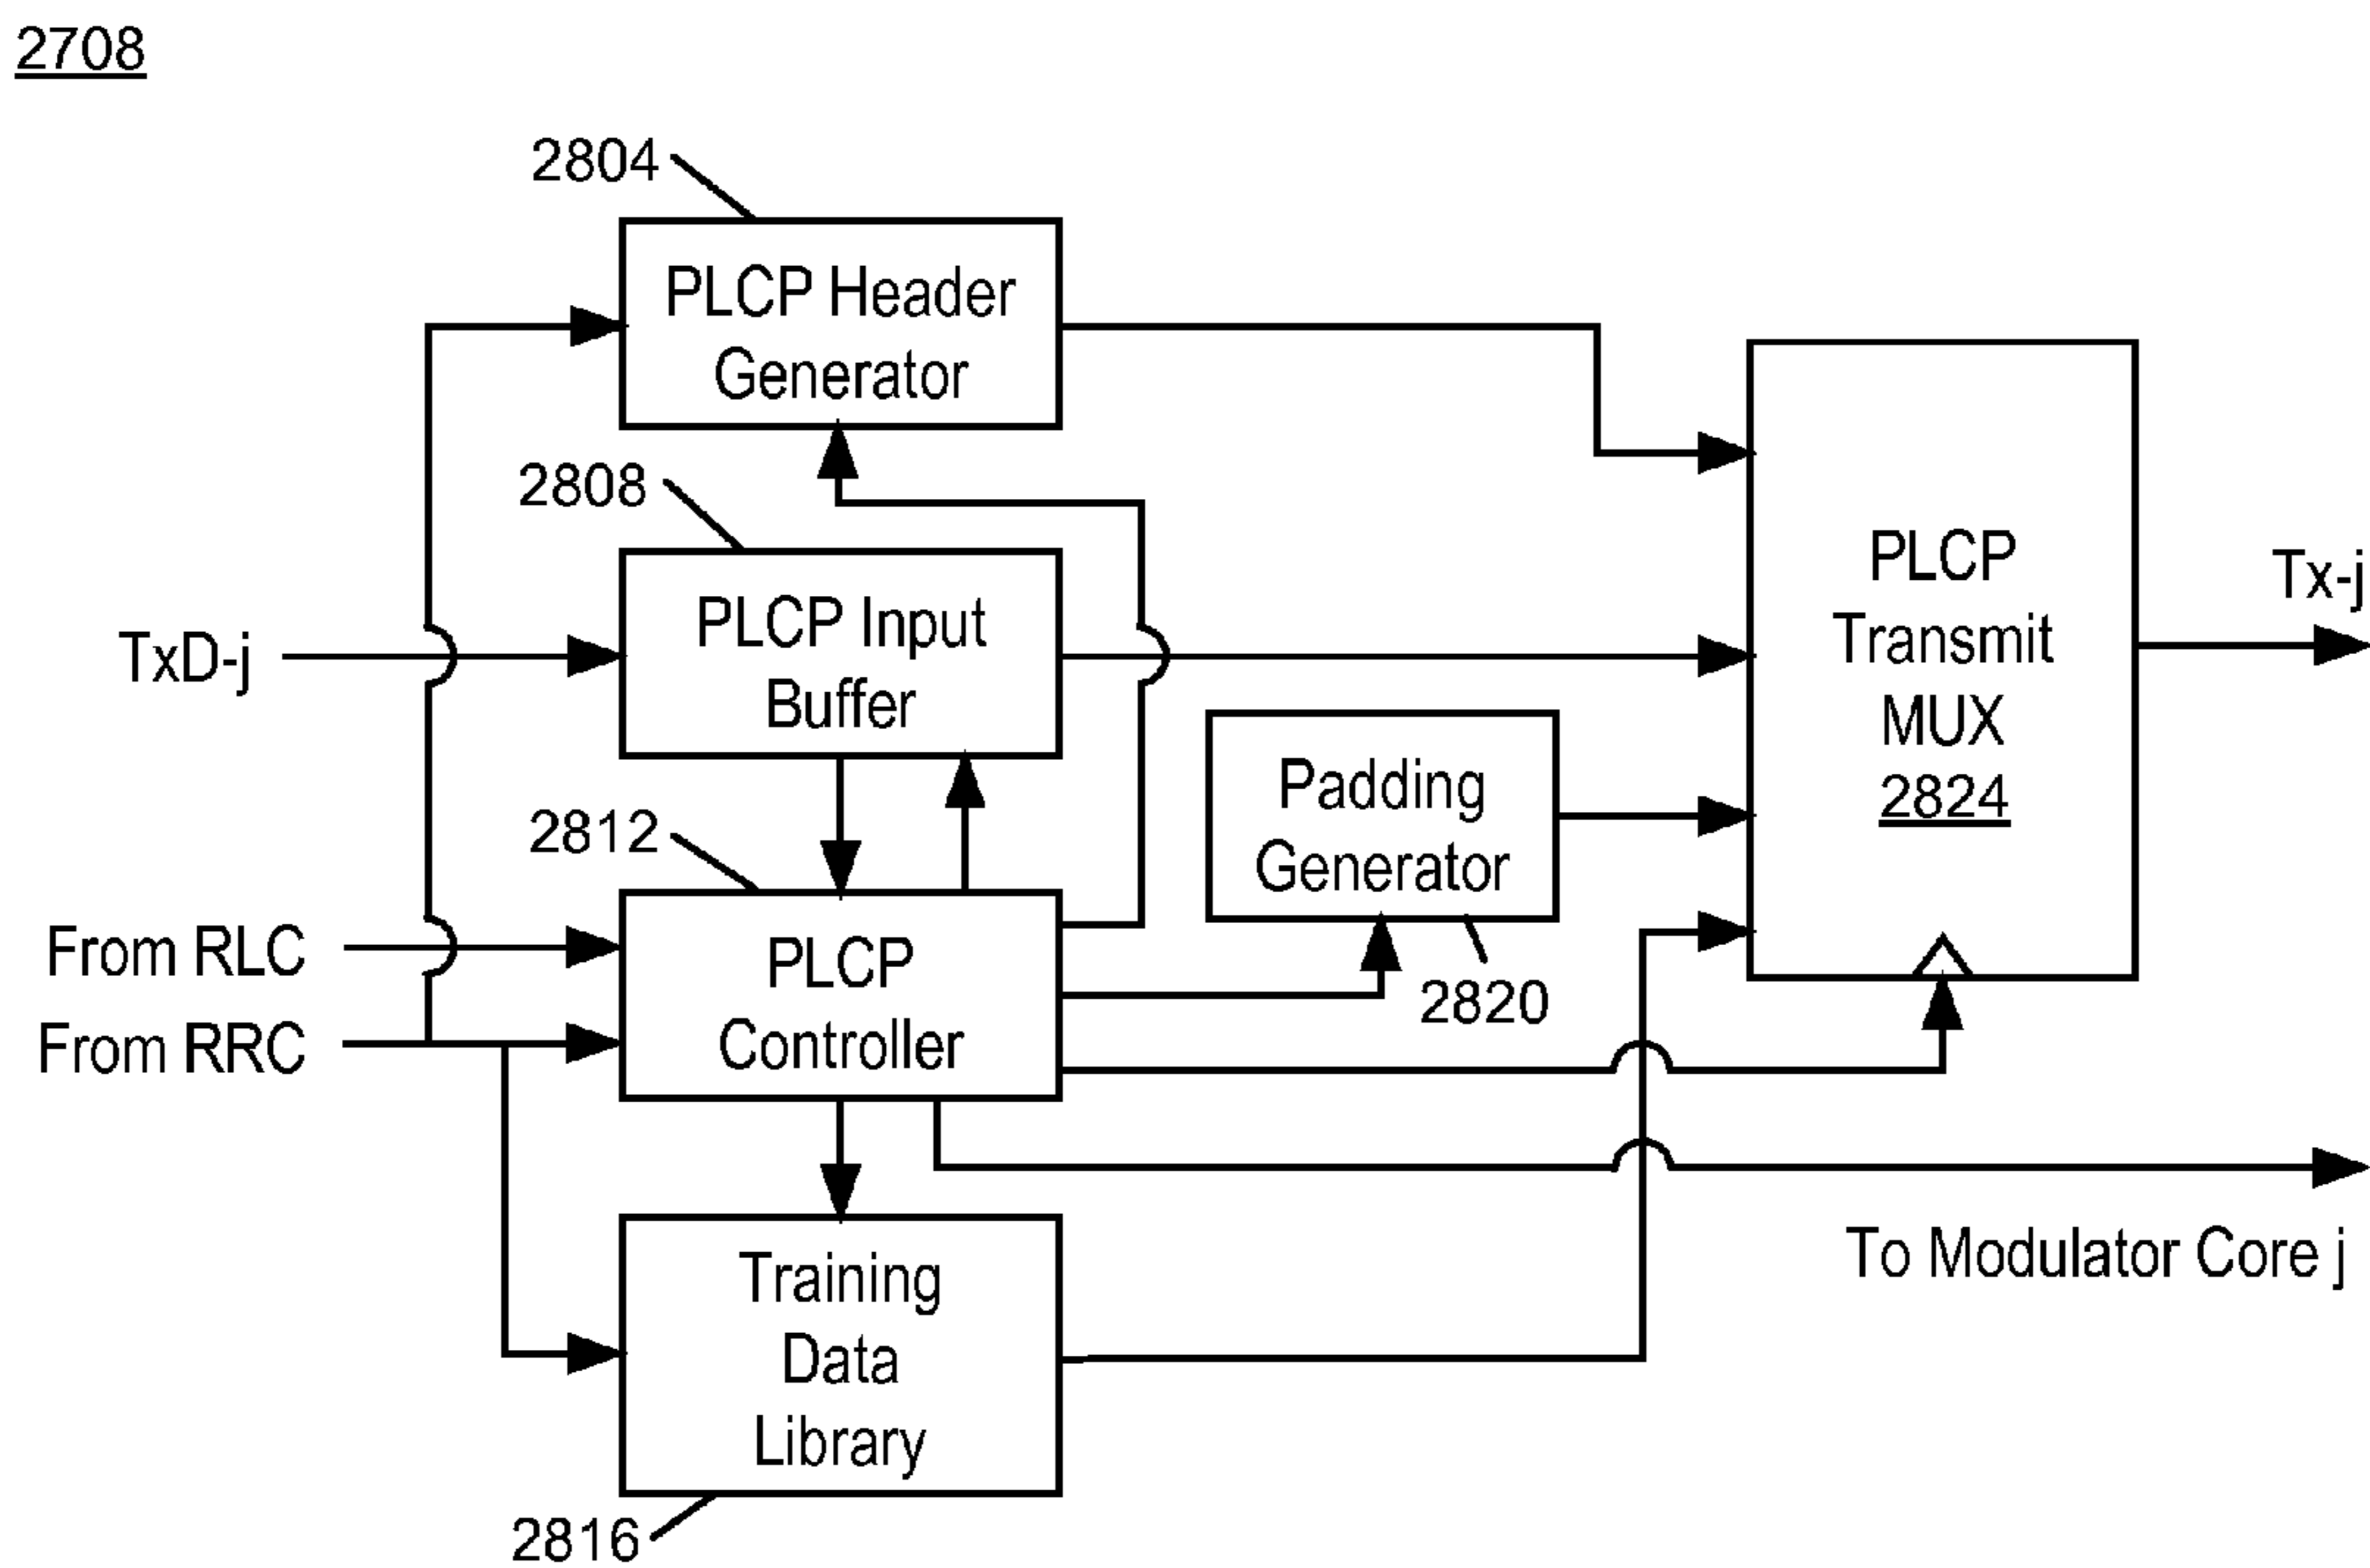 2708
2804
PLCP Header
Generator
2808
PLCP Input
Buffer
TxD-j
2812
PLCP
Controller
From RLC
From RRC
Padding
Generator
2820
PLCP
Transmit
MUX
2824
Tx-j
To Modulator Core j
Training
Data
Library
2816